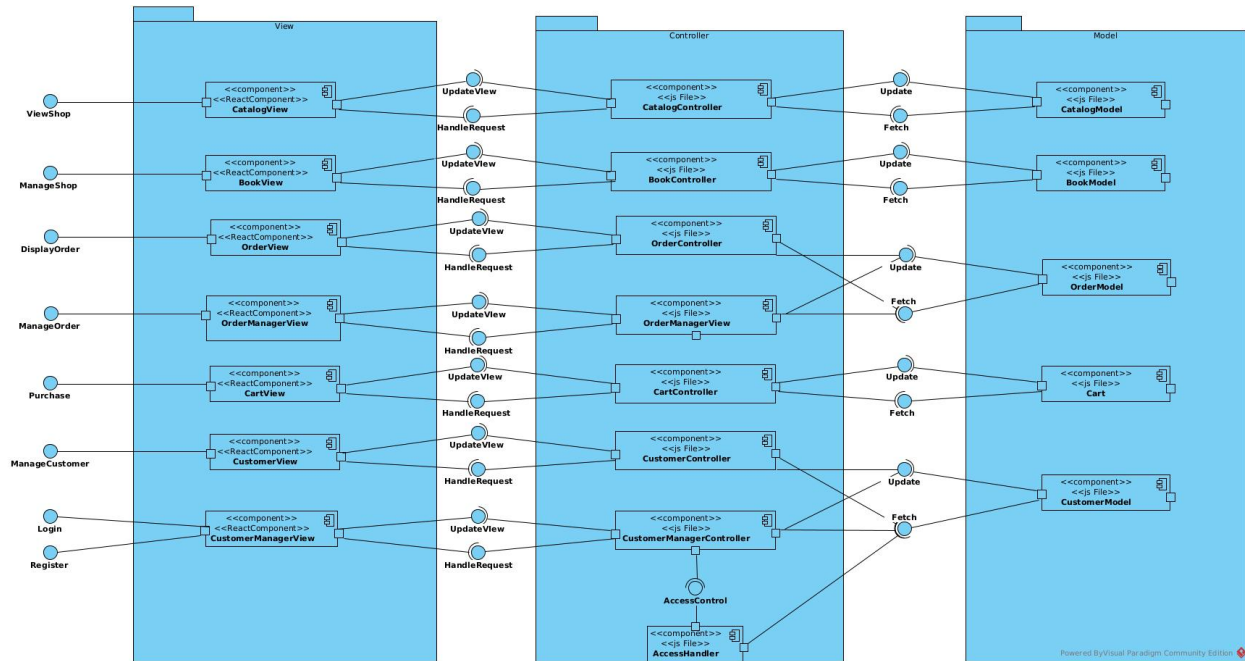 View
Controller
Model
ViewShop
<<component>>
<<ReactComponent>>
CatalogView
UpdateVIew
HandleRequest
<<component>>
<<js File>>
CatalogController
Update
Fetch
<<component>>
<<js File>>
CatalogModel
ManageShop
<<component>>
<<ReactComponent>>
BookView
UpdateVIew
HandleRequest
<<component>>
<<js File>>
BookController
Update
Fetch
<<component>>
<<js File>>
BookModel
DisplayOrder
<<component>>
<<ReactComponent>>
OrderView
UpdateVIew
HandleRequest
<<component>>
<<js File>>
OrderController
Update
Fetch
<<component>>
<<js File>>
OrderModel
ManageOrder
<<component>>
<<ReactComponent>>
OrderManagerView
UpdateVIew
HandleRequest
<<component>>
<<js File>>
OrderManagerView
Purchase
<<component>>
<<ReactComponent>>
CartView
UpdateVIew
HandleRequest
<<component>>
<<js File>>
CartController
Update
Fetch
<<component>>
<<js File>>
Cart
ManageCustomer
<<component>>
<<ReactComponent>>
CustomerView
UpdateVIew
HandleRequest
<<component>>
<<js File>>
CustomerController
Update
Fetch
<<component>>
<<js File>>
CustomerModel
Login
Register
<<component>>
<<ReactComponent>>
CustomerManagerView
UpdateVIew
HandleRequest
<<component>>
<<js File>>
CustomerManagerController
AccessControl
<<component>>
<<js File>>
AccessHandler
Powered ByVisual Paradigm Community Edition